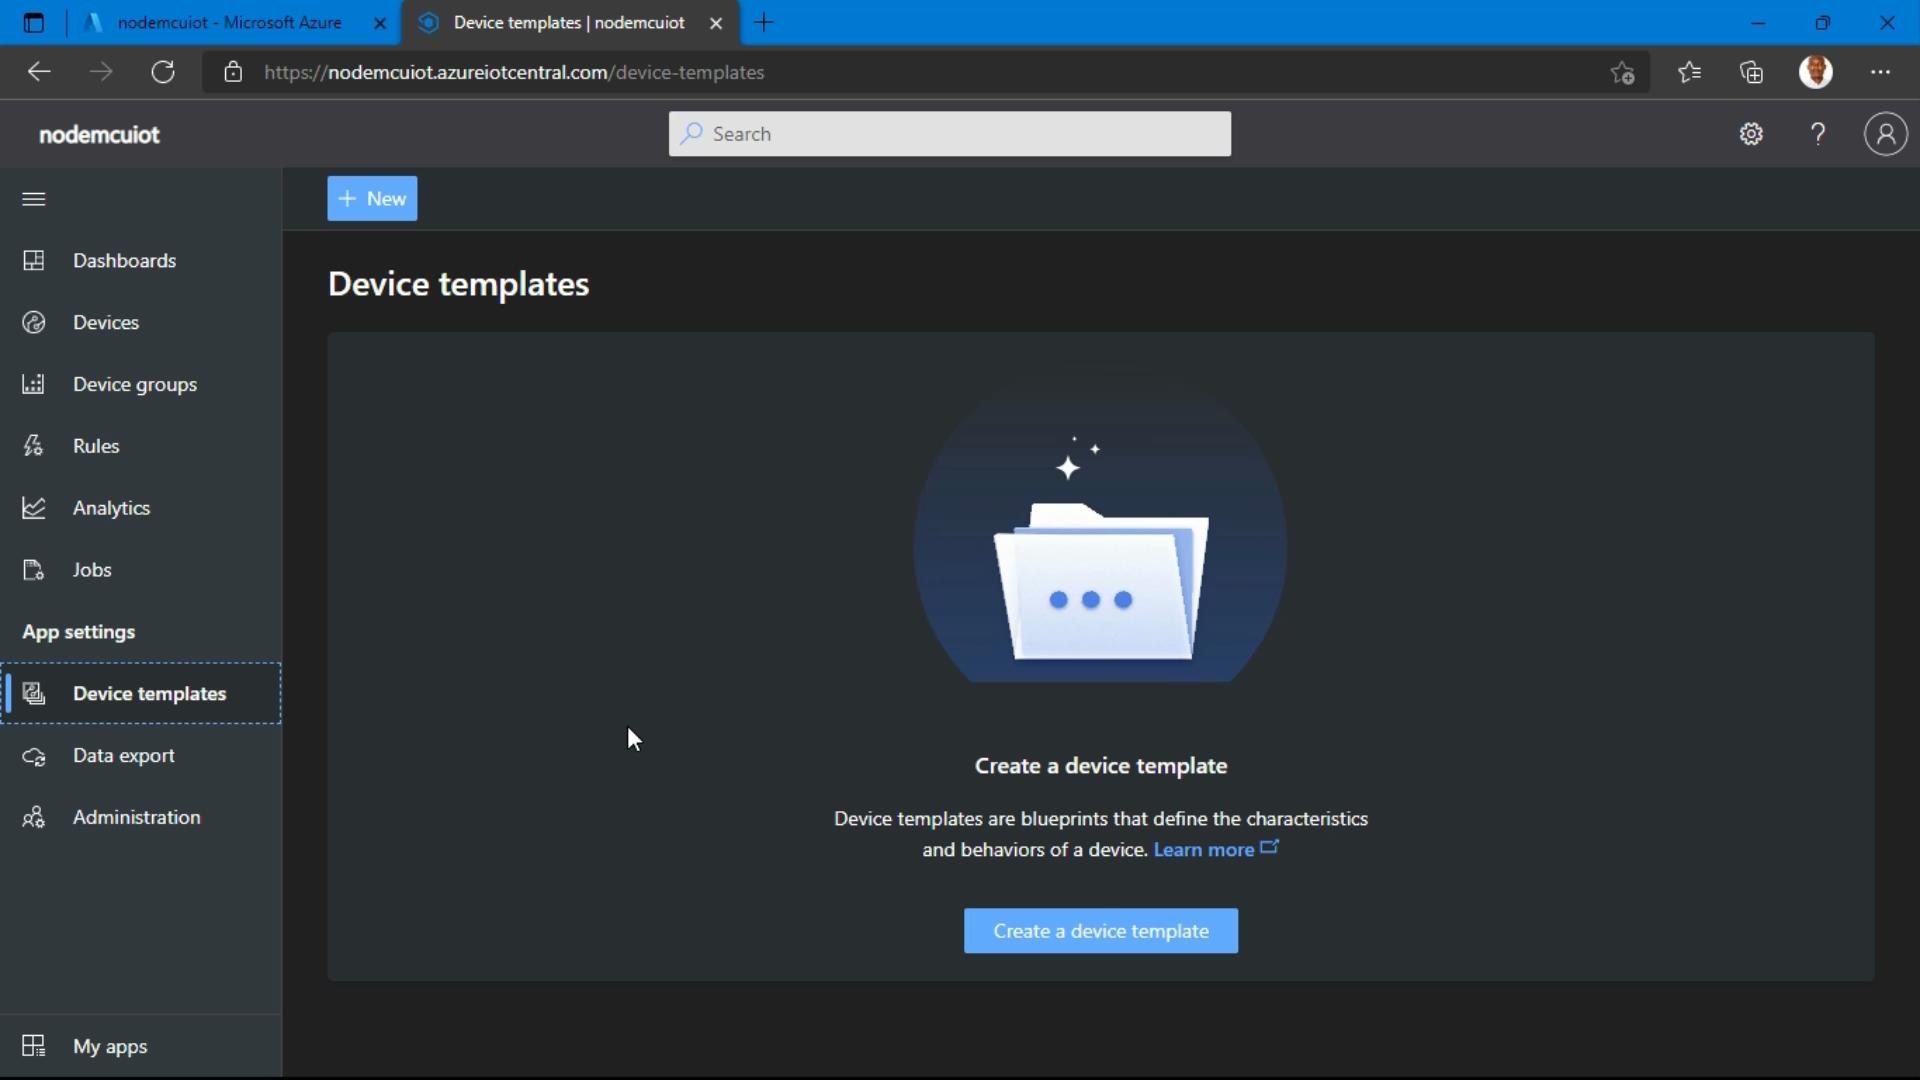 nodemcuiot - Microsoft Azure
Device templates | nodemcuiot
https://nodemcuiot.azureiotcentral.com/device-templates
nodemcuiot
Search
New
Dashboards
Devices
Device groups
Rules
Analytics
Jobs
App settings
Device templates
Data export
Administration
My apps
Device templates
Create a device template
Device templates are blueprints that define the characteristics
and behaviors of a device. Learn more
Create a device template